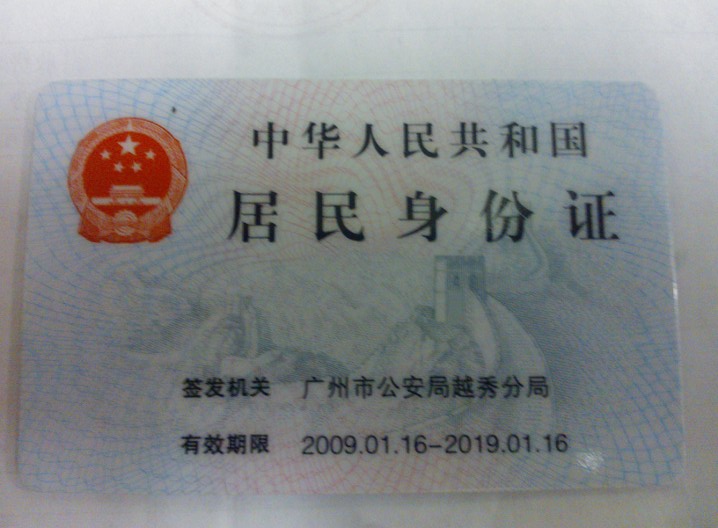 中华人民共和国
居民身份证
签发机关 广州市公安局越秀分局
有效期限 2009.01.16-2019.01.16